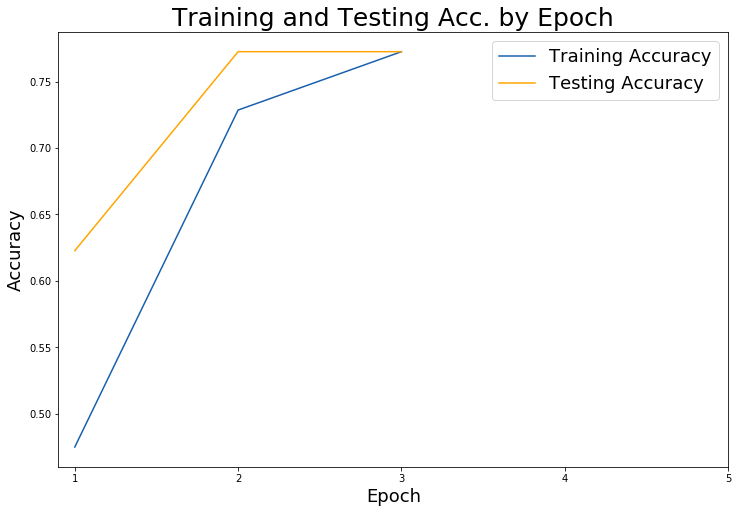 Training and Testing Acc. by Epoch
Training Accuracy
Testing Accuracy
Accuracy
0.75
0.70
0.65
0.60
0.55
0.50
1 2 3 4 5
Epoch